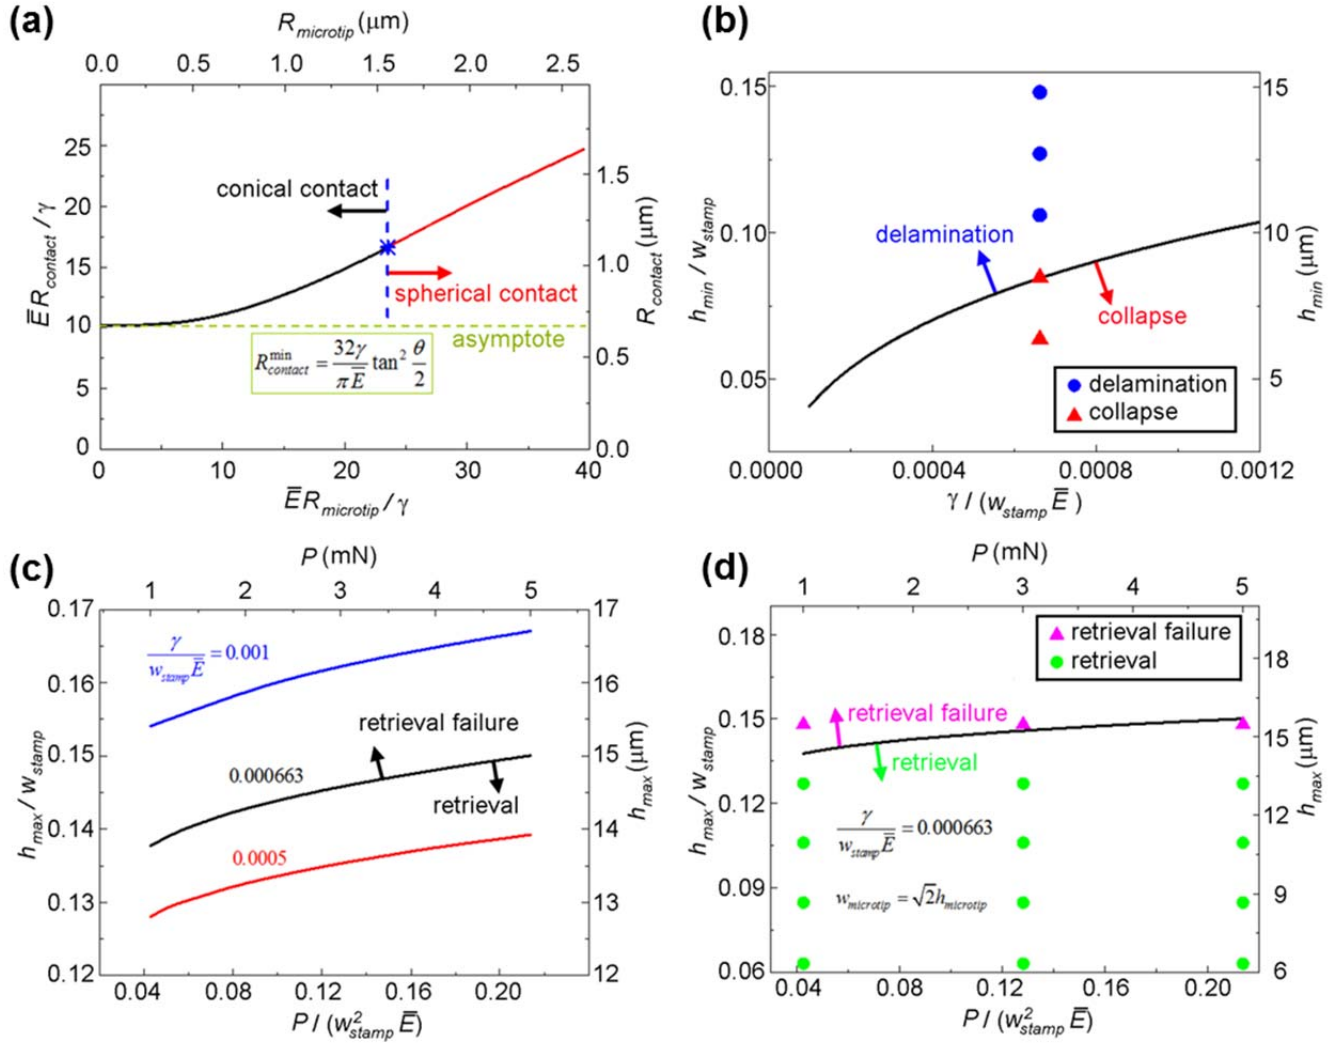 (a)
R_microtip (μm)
0.0 0.5 1.0 1.5 2.0 2.5
ĒR_contact / γ
25
20
15
10
5
0
conical contact
spherical contact
asymptote
R_contact^min = 32γ / πĒ tan² θ/2
1.5
1.0
0.5
0.0
R_contact (μm)
0 10 20 30 40
ĒR_microtip / γ
(b)
h_min / w_stamp
0.15
0.10
0.05
delamination
collapse
delamination
collapse
15
10
5
h_min (μm)
0.0000 0.0004 0.0008 0.0012
γ / (w_stamp Ē )
(c)
P (mN)
1 2 3 4 5
h_max / w_stamp
0.17
0.16
0.15
0.14
0.13
0.12
γ / w_stamp Ē = 0.001
retrieval failure
0.000663
retrieval
0.0005
17
16
15
14
13
12
h_max (μm)
0.04 0.08 0.12 0.16 0.20
P / (w²_stamp Ē)
(d)
P (mN)
1 2 3 4 5
h_max / w_stamp
0.18
0.15
0.12
0.09
0.06
retrieval failure
retrieval
retrieval failure
retrieval
γ / w_stamp Ē = 0.000663
w_microtip = √2h_microtip
18
15
12
9
6
h_max (μm)
0.04 0.08 0.12 0.16 0.20
P / (w²_stamp Ē)